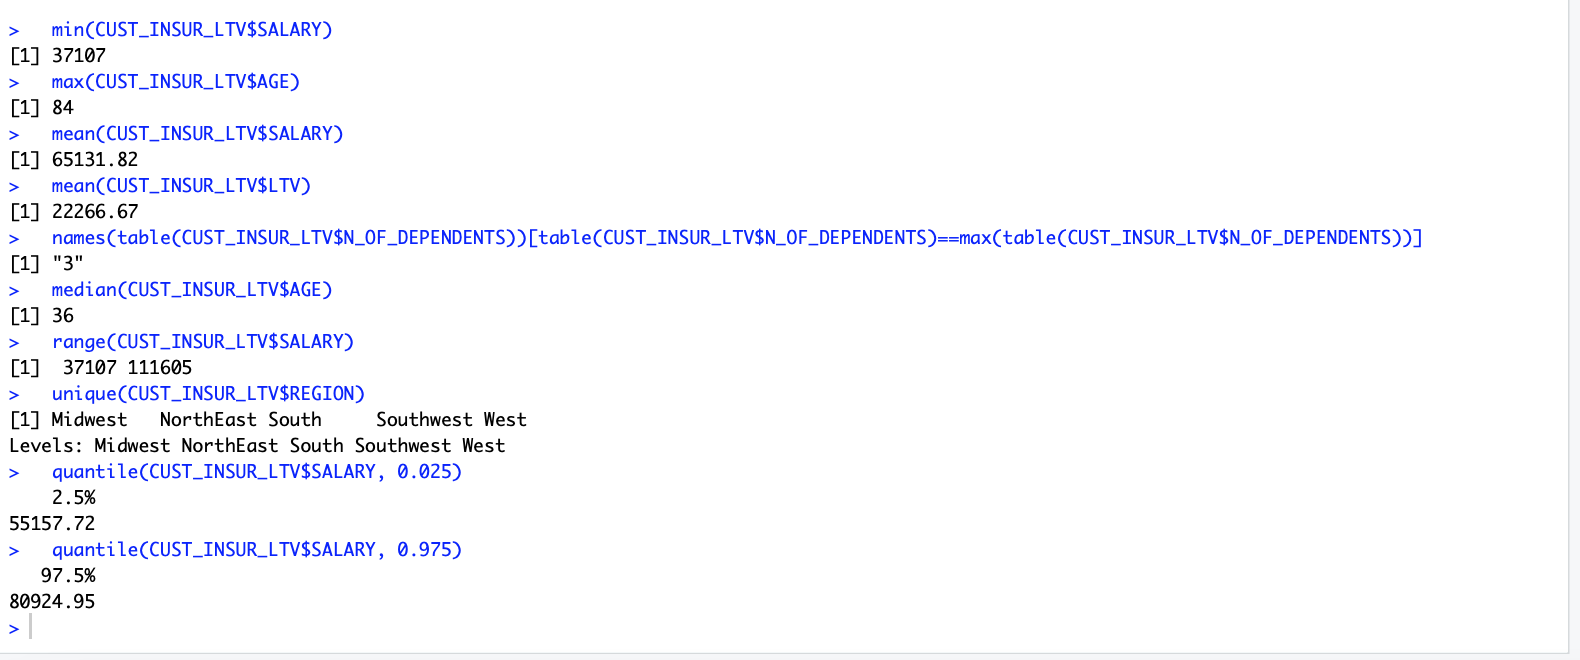 >   min(CUST_INSUR_LTV$SALARY)
[1] 37107
>   max(CUST_INSUR_LTV$AGE)
[1] 84
>   mean(CUST_INSUR_LTV$SALARY)
[1] 65131.82
>   mean(CUST_INSUR_LTV$LTV)
[1] 22266.67
>   names(table(CUST_INSUR_LTV$N_OF_DEPENDENTS))[table(CUST_INSUR_LTV$N_OF_DEPENDENTS)==max(table(CUST_INSUR_LTV$N_OF_DEPENDENTS))]
[1] "3"
>   median(CUST_INSUR_LTV$AGE)
[1] 36
>   range(CUST_INSUR_LTV$SALARY)
[1]  37107 111605
>   unique(CUST_INSUR_LTV$REGION)
[1] Midwest   NorthEast South     Southwest West
Levels: Midwest NorthEast South Southwest West
>   quantile(CUST_INSUR_LTV$SALARY, 0.025)
    2.5%
55157.72
>   quantile(CUST_INSUR_LTV$SALARY, 0.975)
   97.5%
80924.95
>